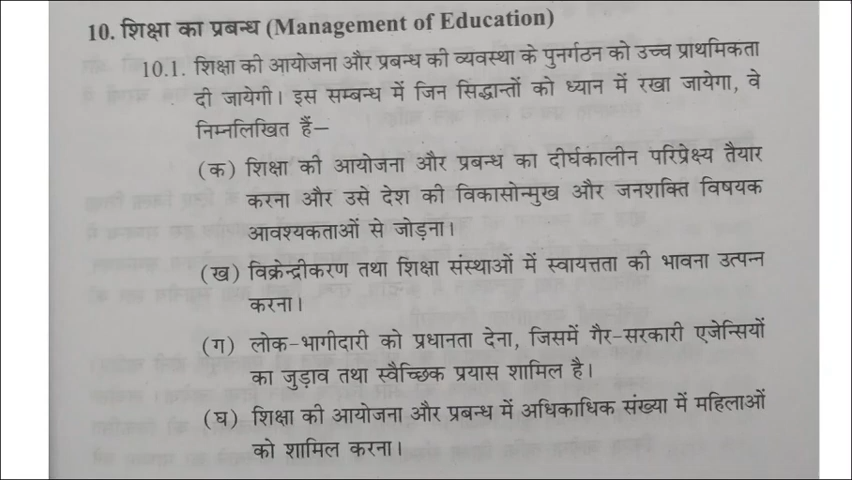 10. शिक्षा का प्रबन्ध (Management of Education)
10.1. शिक्षा की आयोजना और प्रबन्ध की व्यवस्था के पुनर्गठन को उच्च प्राथमिकता
दी जायेगी। इस सम्बन्ध में जिन सिद्धान्तों को ध्यान में रखा जायेगा, वे
निम्नलिखित हैं—
(क) शिक्षा की आयोजना और प्रबन्ध का दीर्घकालीन परिप्रेक्ष्य तैयार
करना और उसे देश की विकासोन्मुख और जनशक्ति विषयक
आवश्यकताओं से जोड़ना।
(ख) विक्रेन्द्रीकरण तथा शिक्षा संस्थाओं में स्वायत्तता की भावना उत्पन्न
करना।
(ग) लोक-भागीदारी को प्रधानता देना, जिसमें गैर-सरकारी एजेन्सियों
का जुड़ाव तथा स्वैच्छिक प्रयास शामिल है।
(घ) शिक्षा की आयोजना और प्रबन्ध में अधिकाधिक संख्या में महिलाओं
को शामिल करना।